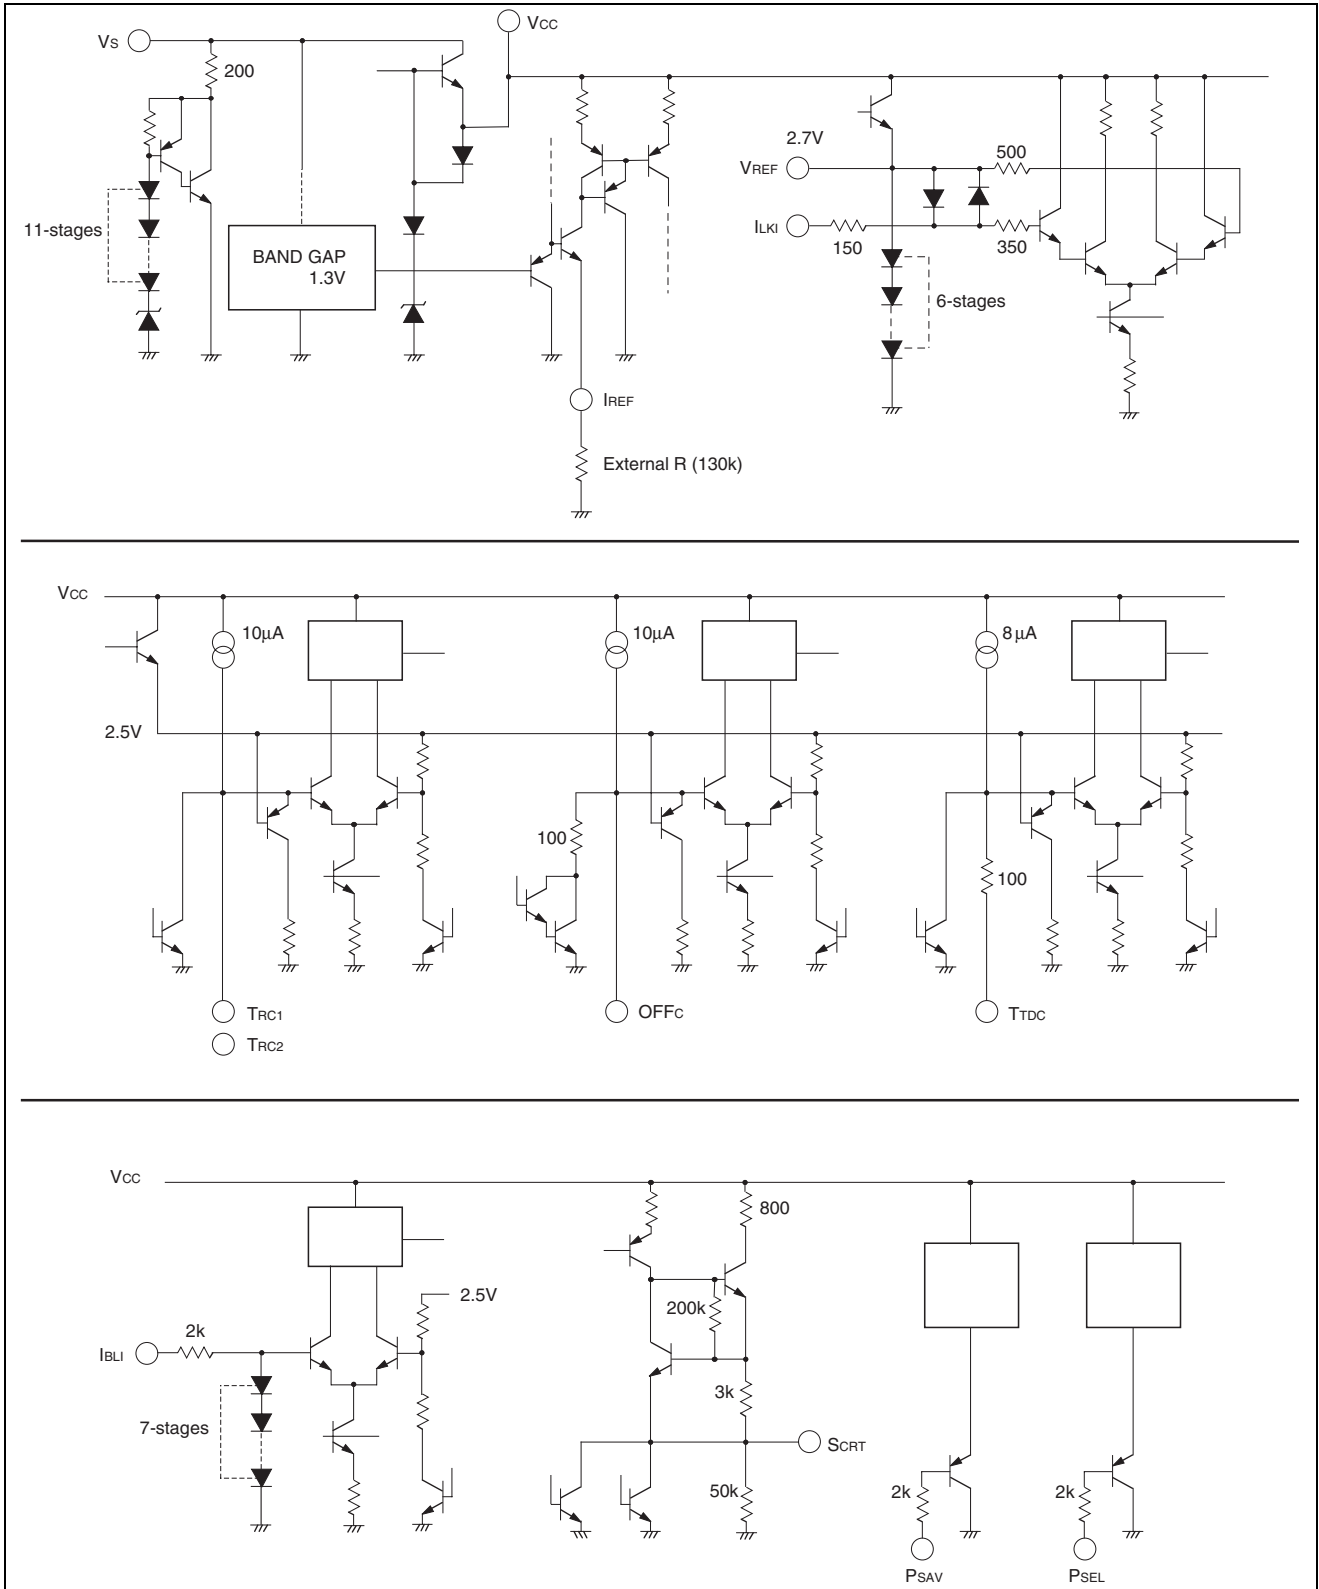 VS
VCC
200
2.7V
VREF
500
ILKI
150
350
11-stages
BAND GAP
1.3V
6-stages
IREF
External R (130k)
VCC
10µA
10µA
8 µA
2.5V
100
100
TRC1
OFFC
TTDC
TRC2
VCC
800
2.5V
200k
2k
IBLI
3k
7-stages
SCRT
50k
2k
2k
PSAV
PSEL